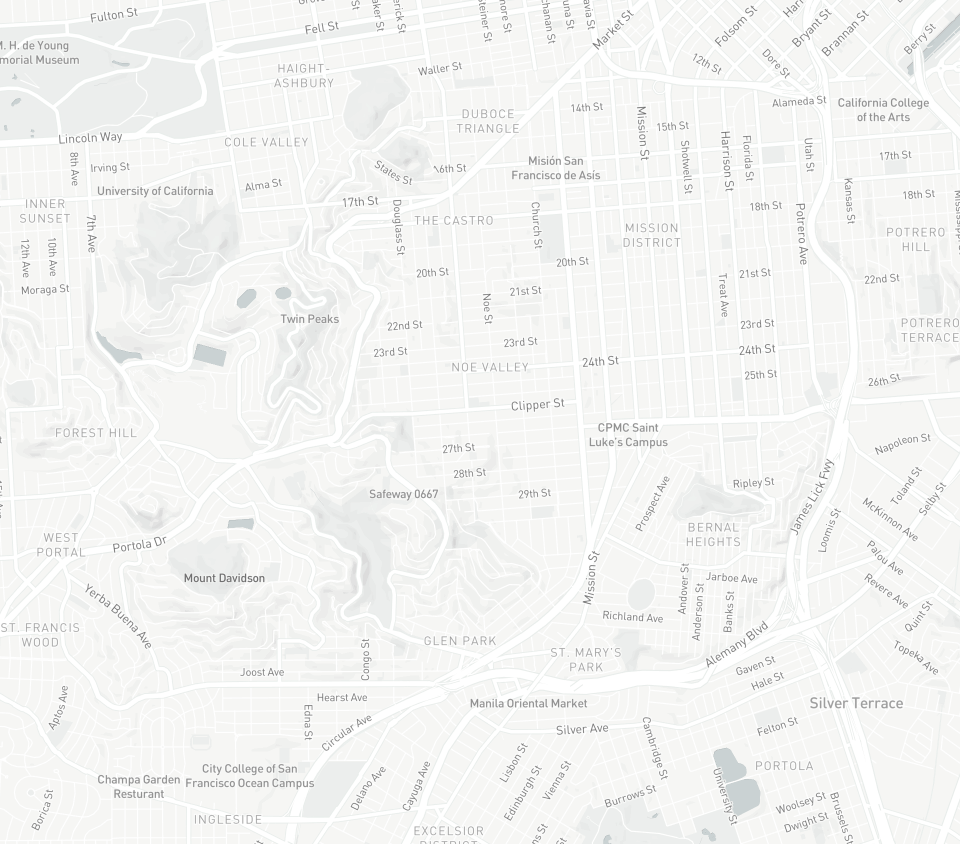 Fulton St
Fell St
Market St
Folsom St
Bryant St
Brannan St
Berry St
M. H. de Young
morial Museum
HAIGHT-
ASHBURY
Waller St
12th St
Dore St
DUBOCE
TRIANGLE
14th St
Mission St
15th St
Alameda St
California College
of the Arts
Lincoln Way
COLE VALLEY
8th Ave
Irving St
University of California
Alma St
States St
16th St
Misión San
Francisco de Asís
Shotwell St
Harrison St
Florida St
Utah St
17th St
INNER
SUNSET
7th Ave
17th St
Douglass St
THE CASTRO
Church St
MISSION
DISTRICT
18th St
Potrero Ave
Kansas St
18th St
POTRERO
HILL
12th Ave
10th Ave
Moraga St
20th St
20th St
21st St
Treat Ave
21st St
22nd St
Noe St
Twin Peaks
22nd St
23rd St
23rd St
23rd St
POTRERO
TERRACE
NOE VALLEY
24th St
24th St
25th St
26th St
Clipper St
FOREST HILL
CPMC Saint
Luke's Campus
27th St
28th St
29th St
Safeway 0667
Prospect Ave
Ripley St
James Lick Fwy
Napoleon St
Toland St
Selby St
McKinnon Ave
BERNAL
HEIGHTS
Loomis St
WEST
PORTAL
Portola Dr
Mount Davidson
Mission St
Andover St
Jarboe Ave
Anderson St
Banks St
Palou Ave
Revere Ave
Quint St
Yerba Buena Ave
ST. FRANCIS
WOOD
Richland Ave
GLEN PARK
ST. MARY'S
PARK
Alemany Blvd
Topeka Ave
Congo St
Joost Ave
Gaven St
Hale St
Aptos Ave
Hearst Ave
Manila Oriental Market
Silver Terrace
Edna St
Circular Ave
Silver Ave
Cambridge St
Felton St
Lisbon St
Edinburgh St
Vienna St
PORTOLA
Champa Garden
Resturant
City College of San
Francisco Ocean Campus
Delano Ave
Cayuga Ave
Burrows St
University St
Woolsey St
Dwight St
Brussels St
Borica St
INGLESIDE
EXCELSIOR